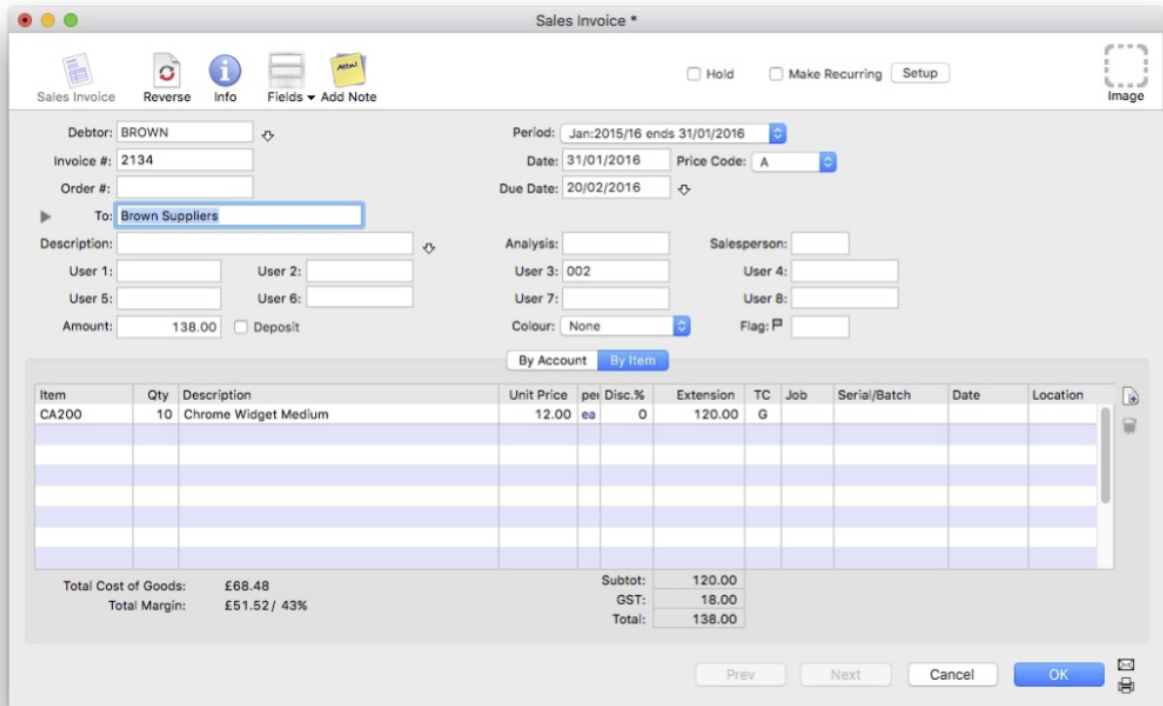 Sales Invoice *
Sales Invoice Reverse Info Fields Add Note
Hold Make Recurring Setup
Image
Debtor: BROWN Period: Jan:2015/16 ends 31/01/2016
Invoice #: 2134 Date: 31/01/2016 Price Code: A
Order #: Due Date: 20/02/2016
To: Brown Suppliers
Description: Analysis: Salesperson:
User 1: User 2: User 3: 002 User 4:
User 5: User 6: User 7: User 8:
Amount: 138.00 Deposit Colour: None Flag:
By Account By Item
Item Qty Description Unit Price per Disc.% Extension TC Job Serial/Batch Date Location
CA200 10 Chrome Widget Medium 12.00 ea 0 120.00 G
Total Cost of Goods: £68.48 Subtot: 120.00
Total Margin: £51.52/ 43% GST: 18.00
Total: 138.00
Prev Next Cancel OK